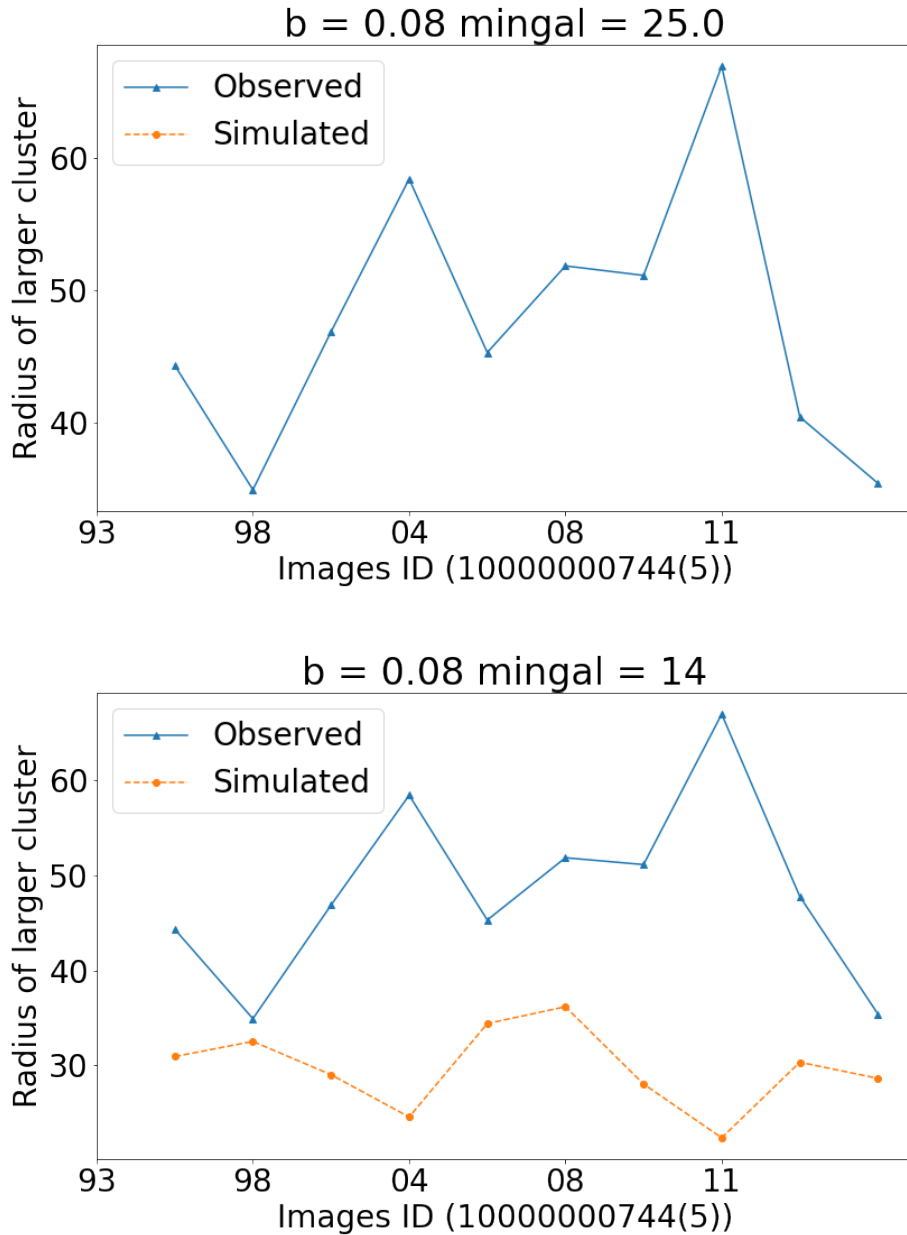 b = 0.08 mingal = 25.0
Observed
Simulated
Radius of larger cluster
60
50
40
93 98 04 08 11
Images ID (10000000744(5))
b = 0.08 mingal = 14
Observed
Simulated
Radius of larger cluster
60
50
40
30
93 98 04 08 11
Images ID (10000000744(5))